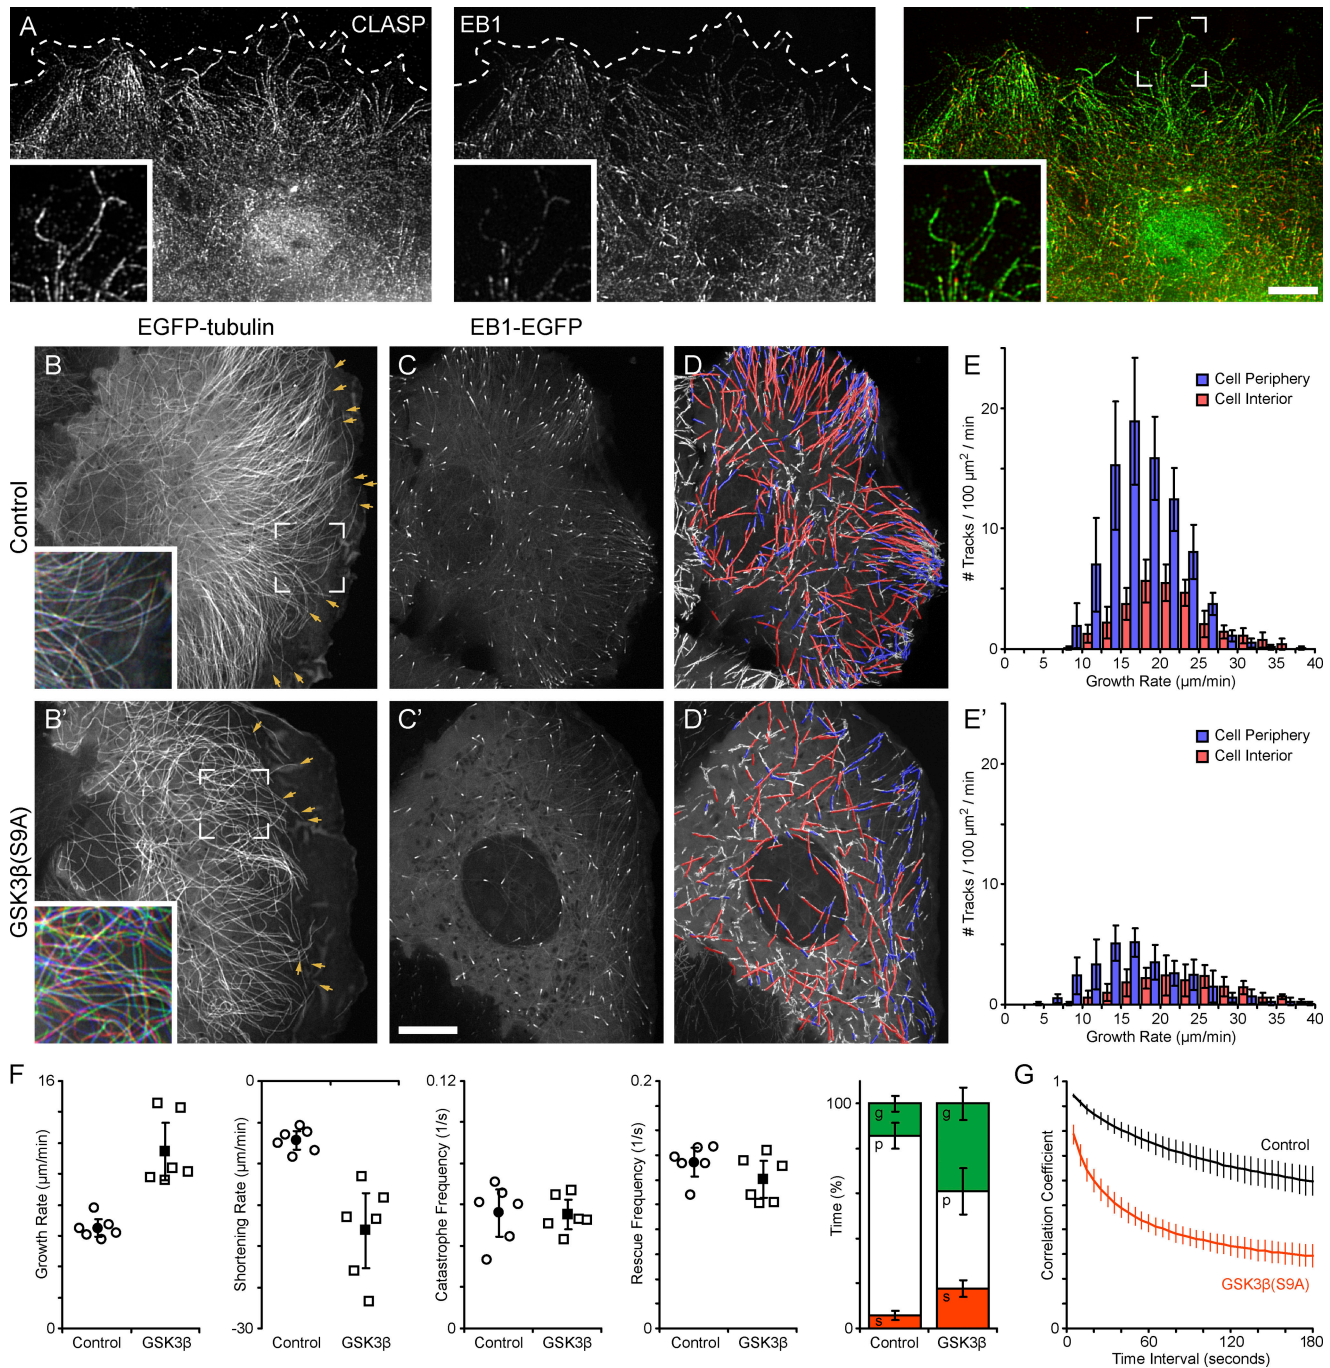 A
CLASP
EB1
EGFP-tubulin
EB1-EGFP
Control
B
C
D
E
Cell Periphery
Cell Interior
# Tracks / 100 µm² / min
20
10
0
0 5 10 15 20 25 30 35 40
Growth Rate (µm/min)
GSK3β(S9A)
B'
C'
D'
E'
Cell Periphery
Cell Interior
# Tracks / 100 µm² / min
20
10
0
0 5 10 15 20 25 30 35 40
Growth Rate (µm/min)
F
Growth Rate (µm/min)
16
0
Control GSK3β
Shortening Rate (µm/min)
0
-30
Control GSK3β
Catastrophe Frequency (1/s)
0.12
0
Control GSK3β
Rescue Frequency (1/s)
0.2
0
Control GSK3β
Time (%)
100
0
g
p
s
g
p
s
Control GSK3β
G
Correlation Coefficient
1
0
Control
GSK3β(S9A)
0 60 120 180
Time Interval (seconds)